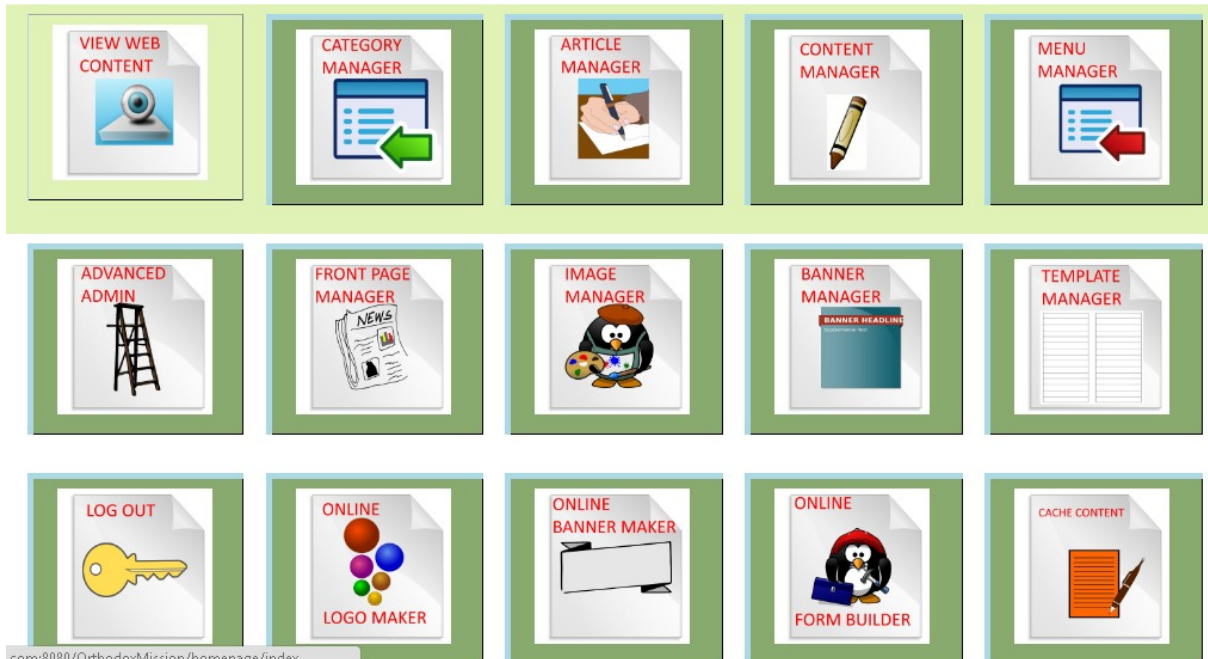 VIEW WEB
CONTENT
CATEGORY
MANAGER
ARTICLE
MANAGER
CONTENT
MANAGER
MENU
MANAGER
ADVANCED
ADMIN
FRONT PAGE
MANAGER
NEWS
IMAGE
MANAGER
BANNER
MANAGER
BANNER HEADLINE
Supplemental Text
TEMPLATE
MANAGER
LOG OUT
ONLINE
LOGO MAKER
ONLINE
BANNER MAKER
ONLINE
FORM BUILDER
CACHE CONTENT
com:8080/OrthodoxMission/homepage/index